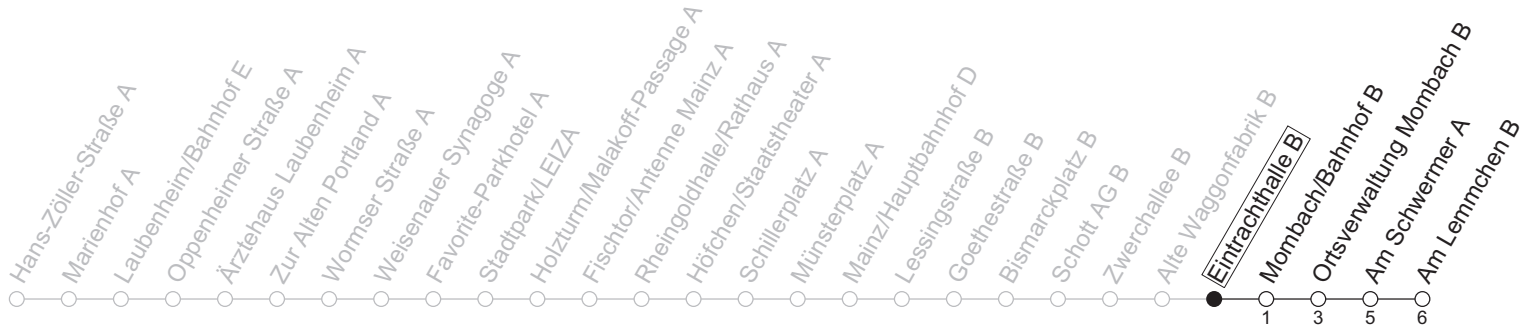 Hans-Zöller-Straße A
Marienhof A
Laubenheim/Bahnhof E
Oppenheimer Straße A
Ärztehaus Laubenheim A
Zur Alten Portland A
Wormser Straße A
Weisenauer Synagoge A
Favorite-Parkhotel A
Stadtpark/LEIZA
Holzturm/Malakoff-Passage A
Fischtor/Antenne Mainz A
Rheingoldhalle/Rathaus A
Höfchen/Staatstheater A
Schillerplatz A
Münsterplatz A
Mainz/Hauptbahnhof D
Lessingstraße B
Goethestraße B
Bismarckplatz B
Schott AG B
Zwerchallee B
Alte Waggonfabrik B
Eintrachthalle B
Mombach/Bahnhof B
Ortsverwaltung Mombach B
Am Schwermer A
Am Lemmchen B
1 3 5 6